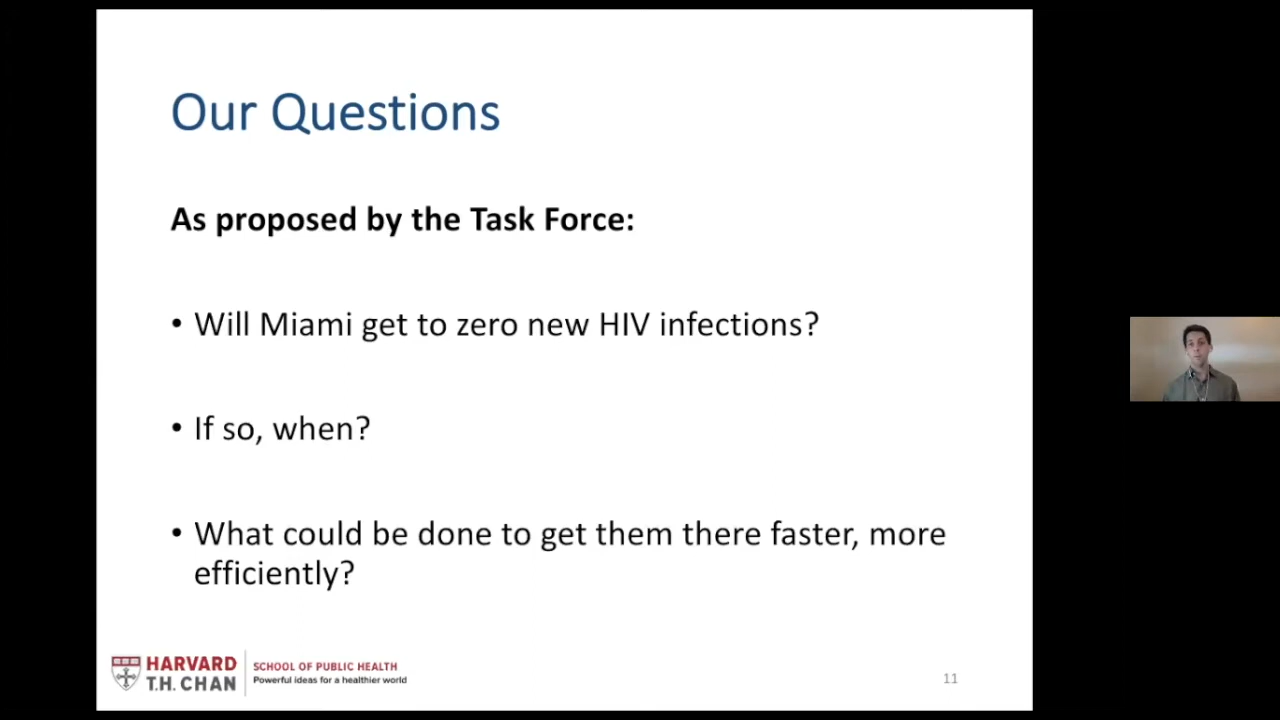 Our Questions
As proposed by the Task Force:
• Will Miami get to zero new HIV infections?
• If so, when?
• What could be done to get them there faster, more
efficiently?
HARVARD
T.H. CHAN
SCHOOL OF PUBLIC HEALTH
Powerful ideas for a healthier world
11